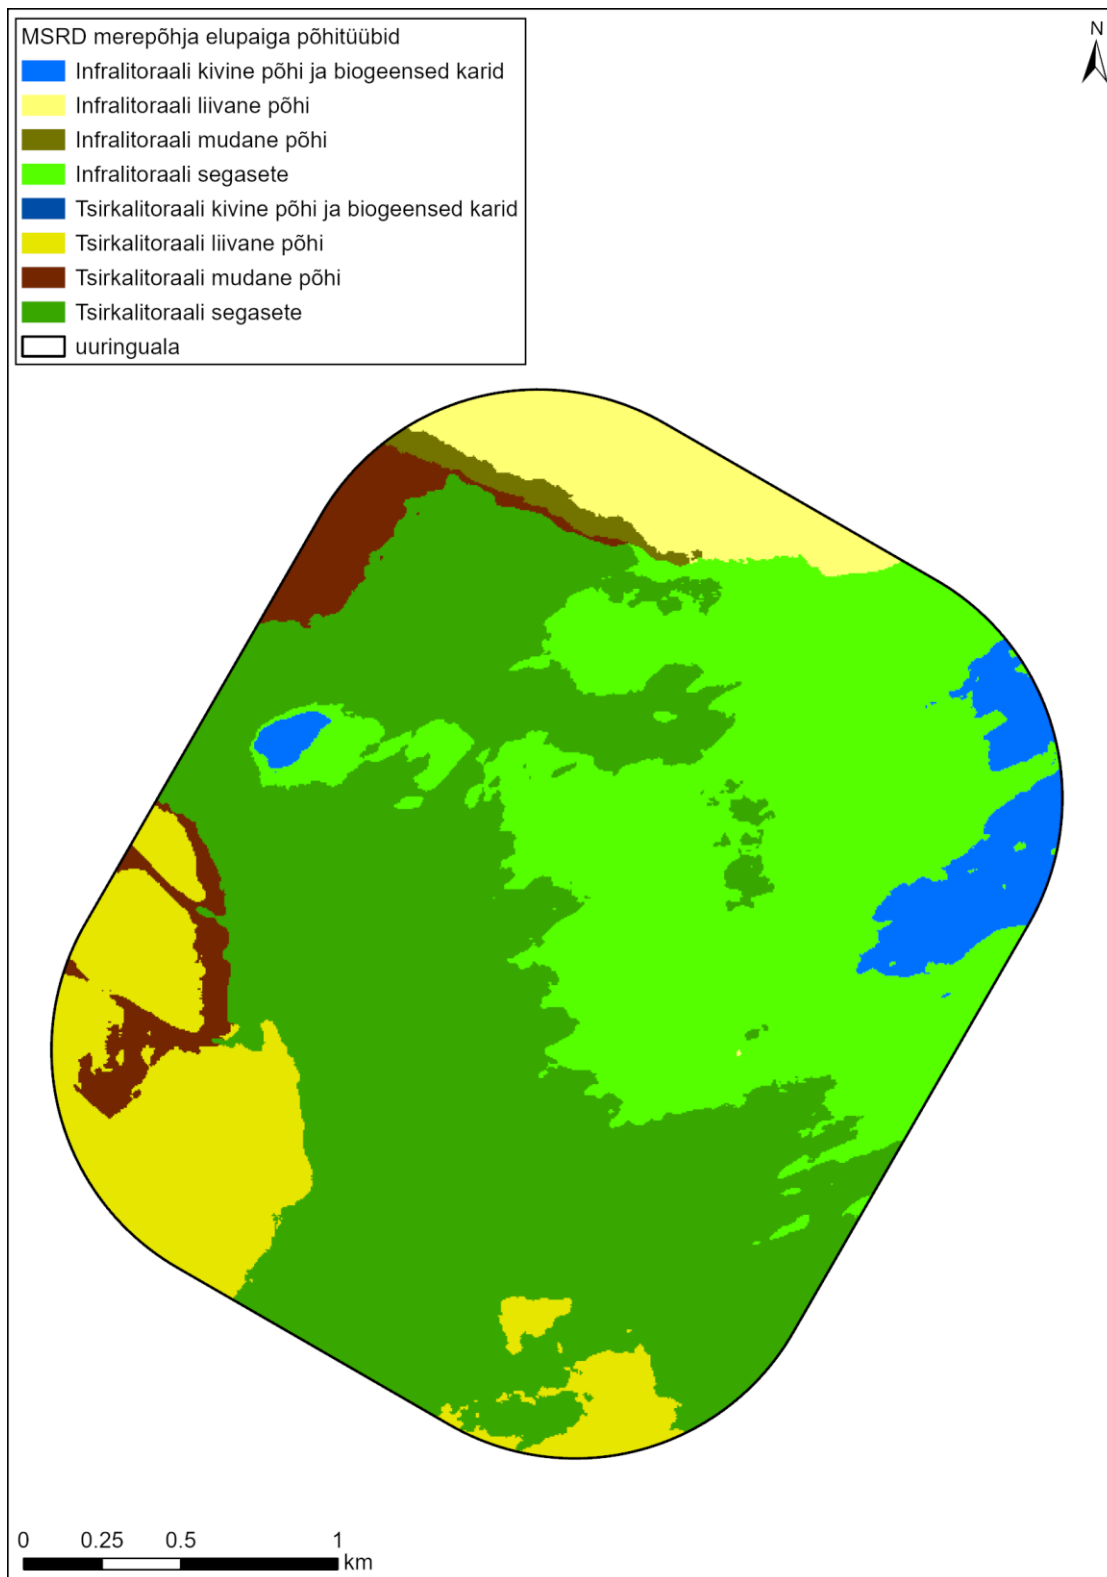 MSRD merepõhja elupaiga põhitüübid
N
Infralitoraali kivine põhi ja biogeensed karid
Infralitoraali liivane põhi
Infralitoraali mudane põhi
Infralitoraali segasete
Tsirkalitoraali kivine põhi ja biogeensed karid
Tsirkalitoraali liivane põhi
Tsirkalitoraali mudane põhi
Tsirkalitoraali segasete
uuringuala
0 0.25 0.5 1
km